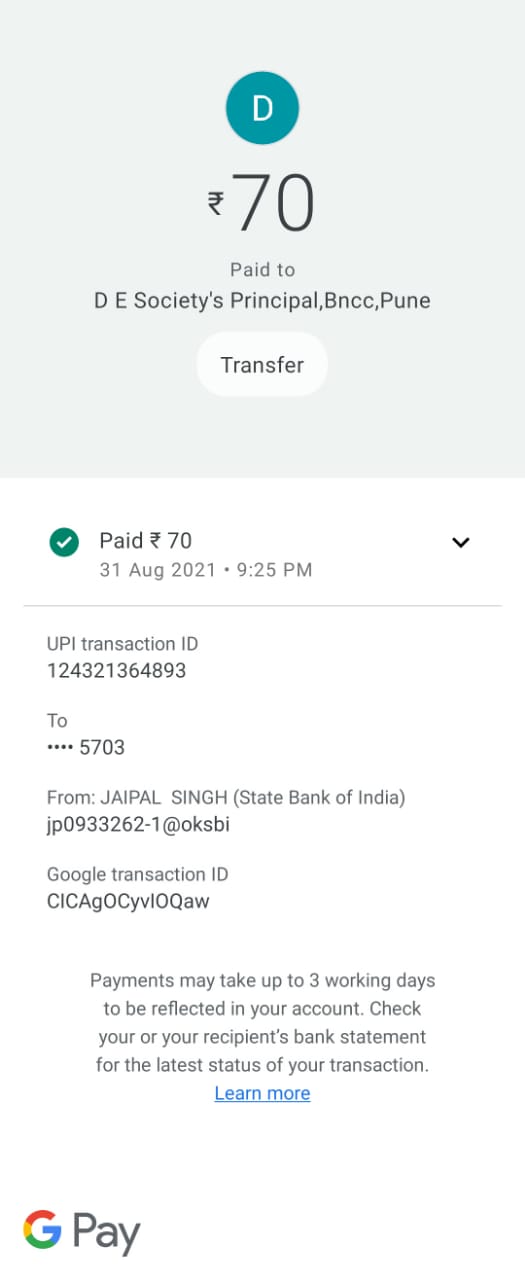 D
₹70
Paid to
D E Society's Principal,Bncc,Pune
Transfer
Paid ₹ 70
31 Aug 2021 • 9:25 PM
UPI transaction ID
124321364893
To
•••• 5703
From: JAIPAL  SINGH (State Bank of India)
jp0933262-1@oksbi
Google transaction ID
CICAgOCyvIOQaw
Payments may take up to 3 working days
to be reflected in your account. Check
your or your recipient's bank statement
for the latest status of your transaction.
Learn more
G Pay